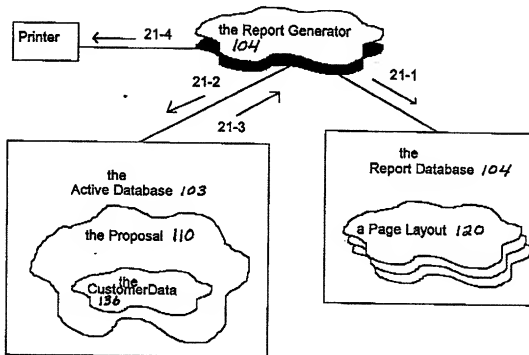 Printer
21-4
the Report Generator
104
21-2
21-3
21-1
the
Active Database 103
the Proposal 110
the
CustomerData
136
the
Report Database 104
a Page Layout 120